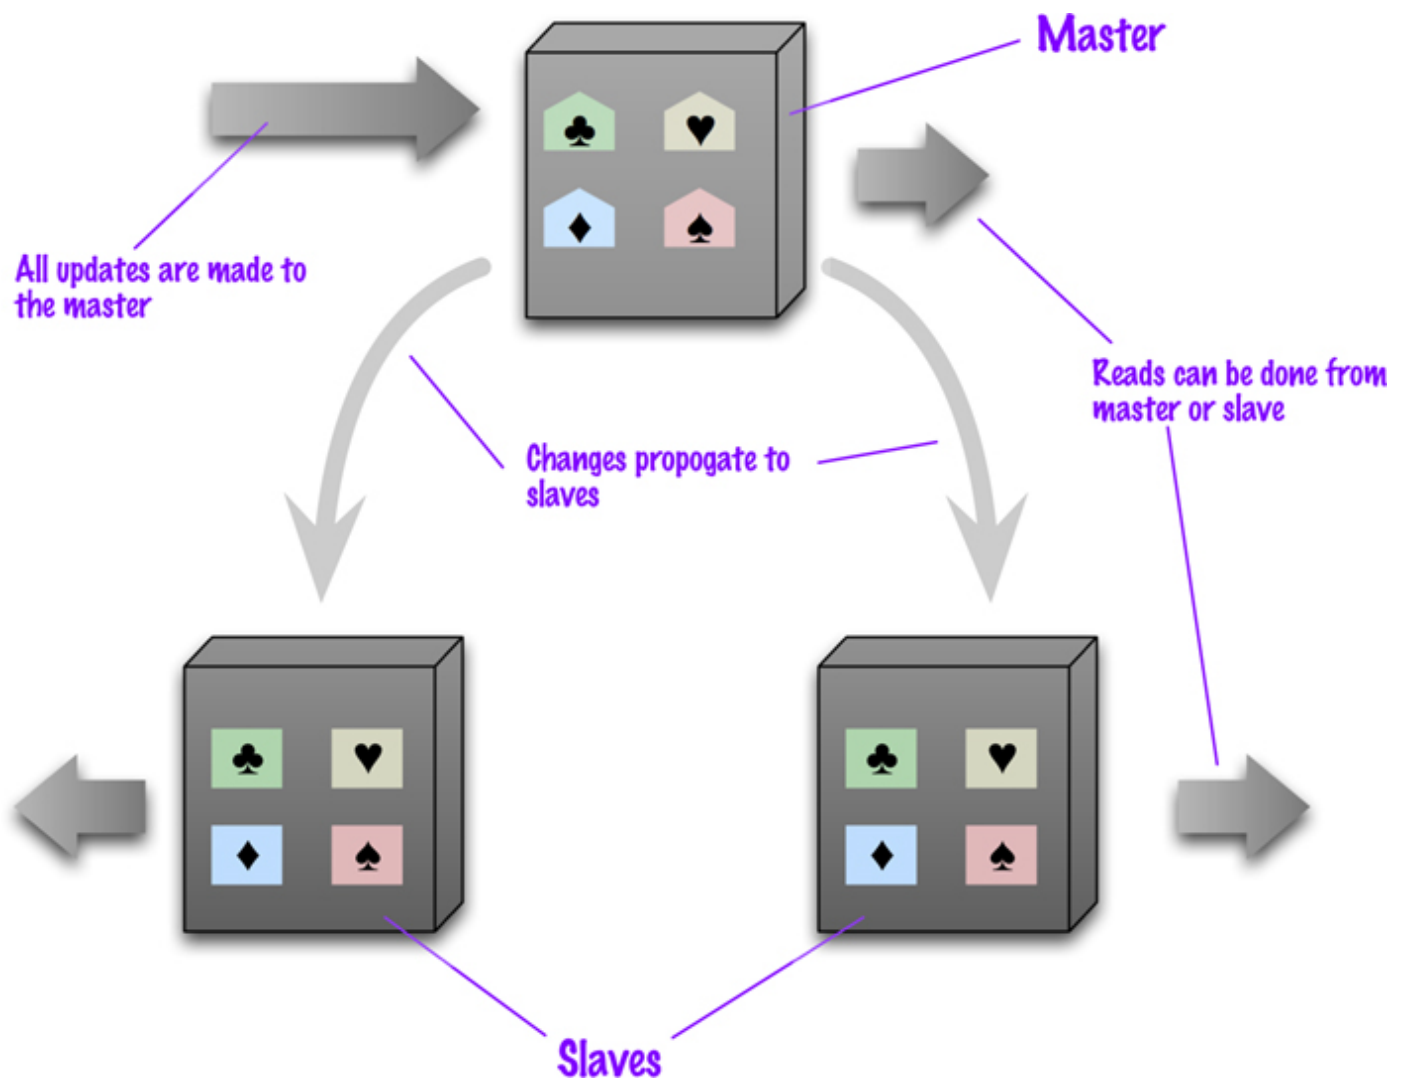 Master
All updates are made to
the master
Reads can be done from
master or slave
Changes propogate to
slaves
Slaves